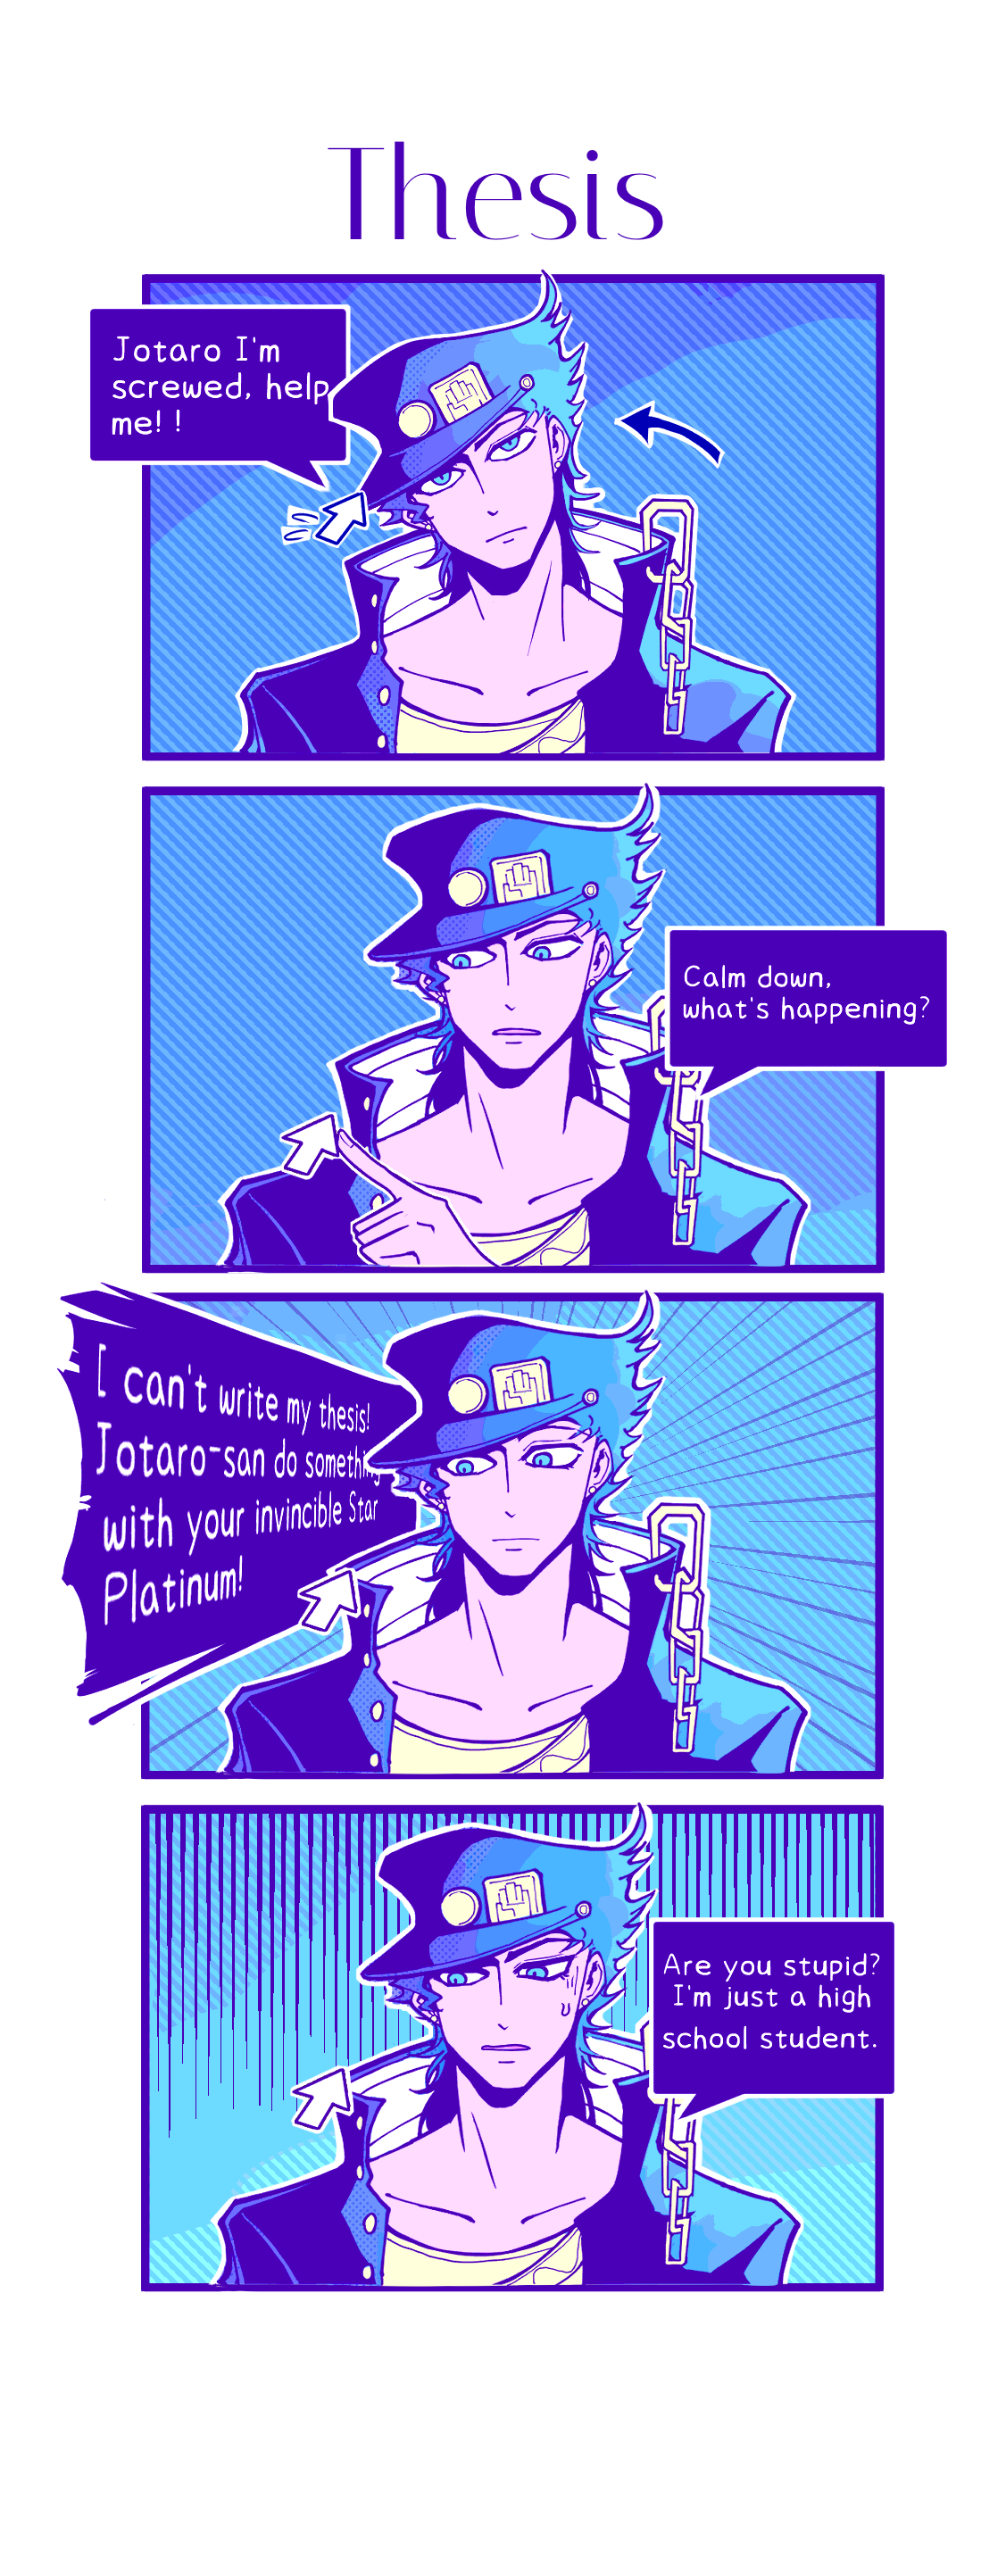 Thesis
Jotaro I'm
screwed, help
me! !
Calm down,
what's happening?
I can't write my thesis!
Jotaro-san do something
with your invincible Star
Platinum!
Are you stupid?
I'm just a high
school student.